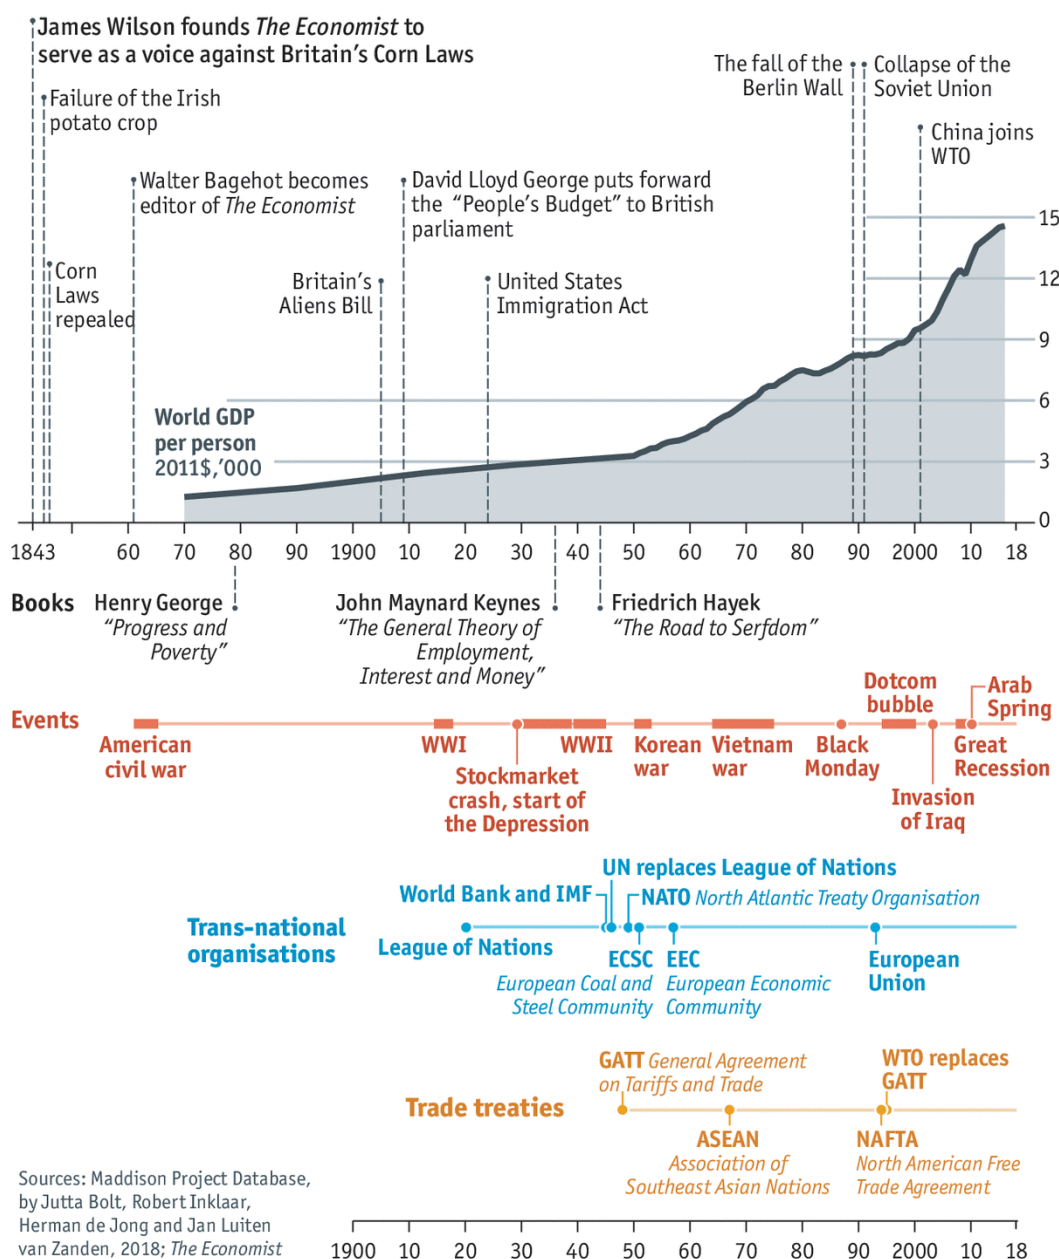 James Wilson founds The Economist to
serve as a voice against Britain's Corn Laws
Failure of the Irish
potato crop
The fall of the
Berlin Wall
Collapse of the
Soviet Union
China joins
WTO
Walter Bagehot becomes
editor of The Economist
David Lloyd George puts forward
the “People's Budget” to British
parliament
Corn
Laws
repealed
Britain's
Aliens Bill
United States
Immigration Act
World GDP
per person
2011$,'000
15
12
9
6
3
0
1843 60 70 80 90 1900 10 20 30 40 50 60 70 80 90 2000 10 18
Books
Henry George
“Progress and
Poverty”
John Maynard Keynes
“The General Theory of
Employment,
Interest and Money”
Friedrich Hayek
“The Road to Serfdom”
Events
American
civil war
WWI
Stockmarket
crash, start of
the Depression
WWII
Korean
war
Vietnam
war
Black
Monday
Dotcom
bubble
Invasion
of Iraq
Arab
Spring
Great
Recession
Trans-national
organisations
League of Nations
World Bank and IMF
UN replaces League of Nations
NATO North Atlantic Treaty Organisation
ECSC
European Coal and
Steel Community
EEC
European Economic
Community
European
Union
Trade treaties
GATT General Agreement
on Tariffs and Trade
ASEAN
Association of
Southeast Asian Nations
WTO replaces
GATT
NAFTA
North American Free
Trade Agreement
Sources: Maddison Project Database,
by Jutta Bolt, Robert Inklaar,
Herman de Jong and Jan Luiten
van Zanden, 2018; The Economist
1900 10 20 30 40 50 60 70 80 90 2000 10 18